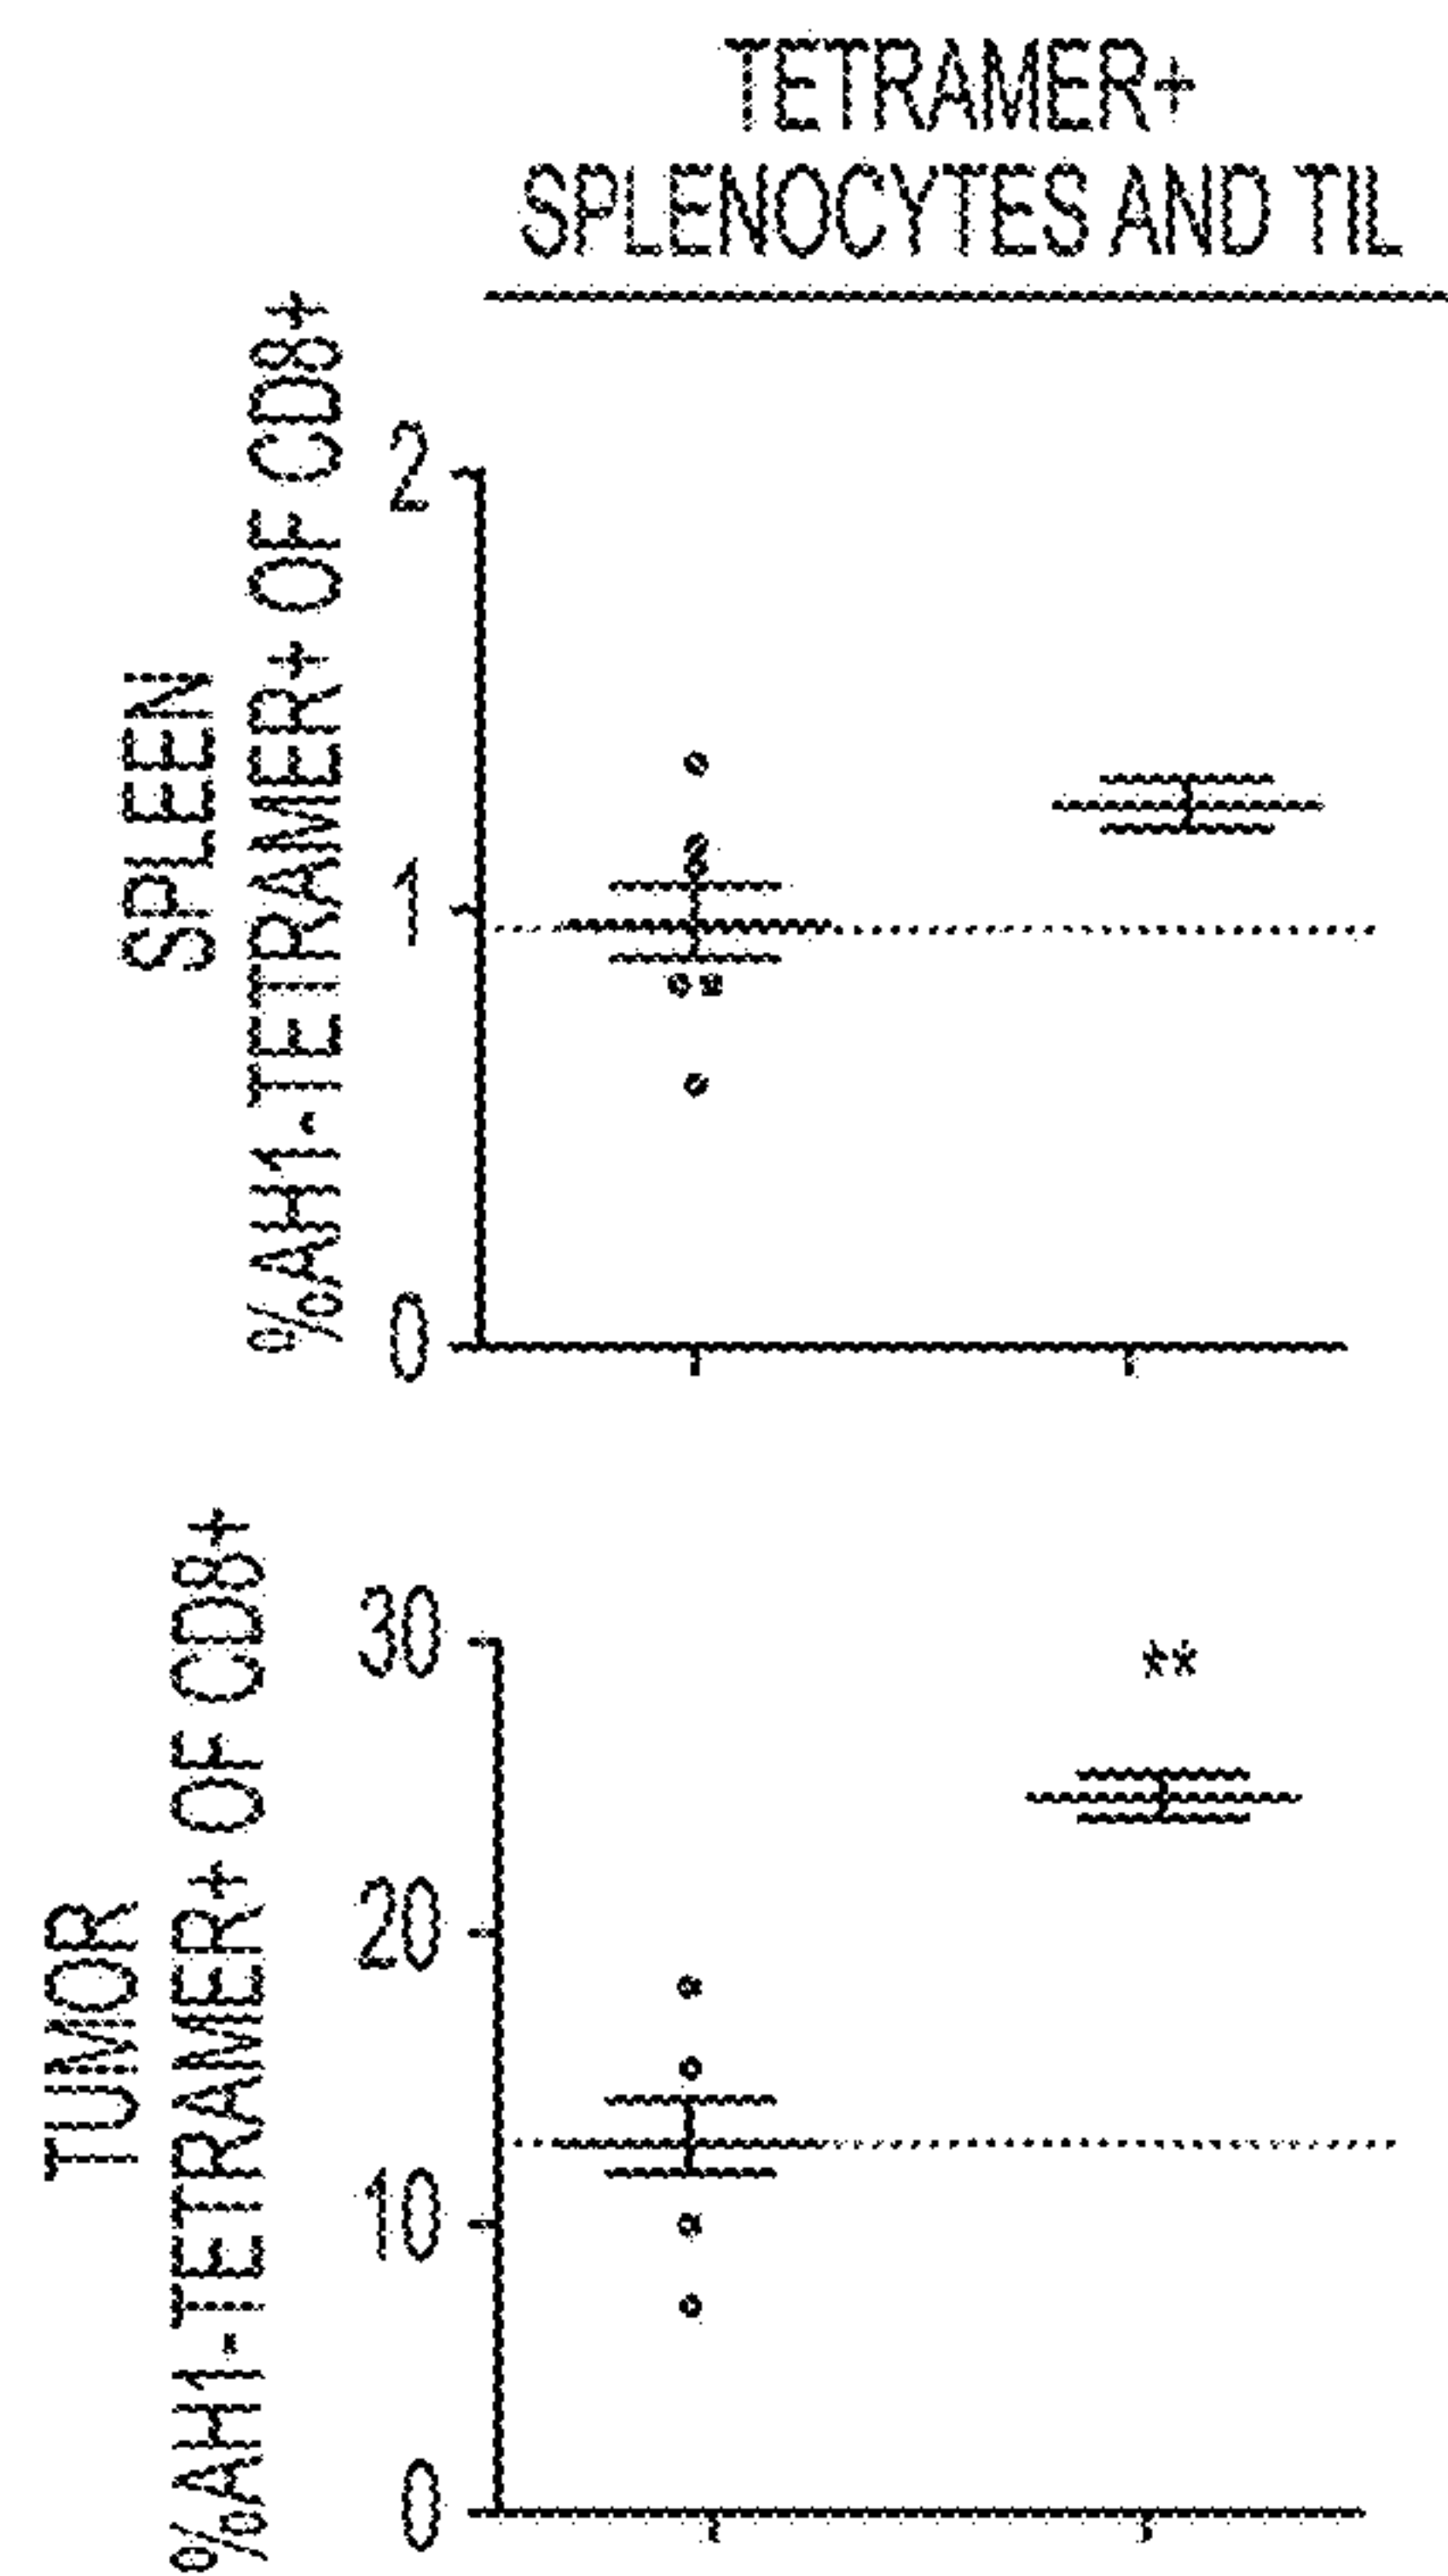 TETRAMER+
SPLENOCYTES AND TIL
SPLEEN
%AH1-TETRAMER+ OF CD8+
2
1
0
TUMOR
%AH1-TETRAMER+ OF CD8+
30
20
10
0
**